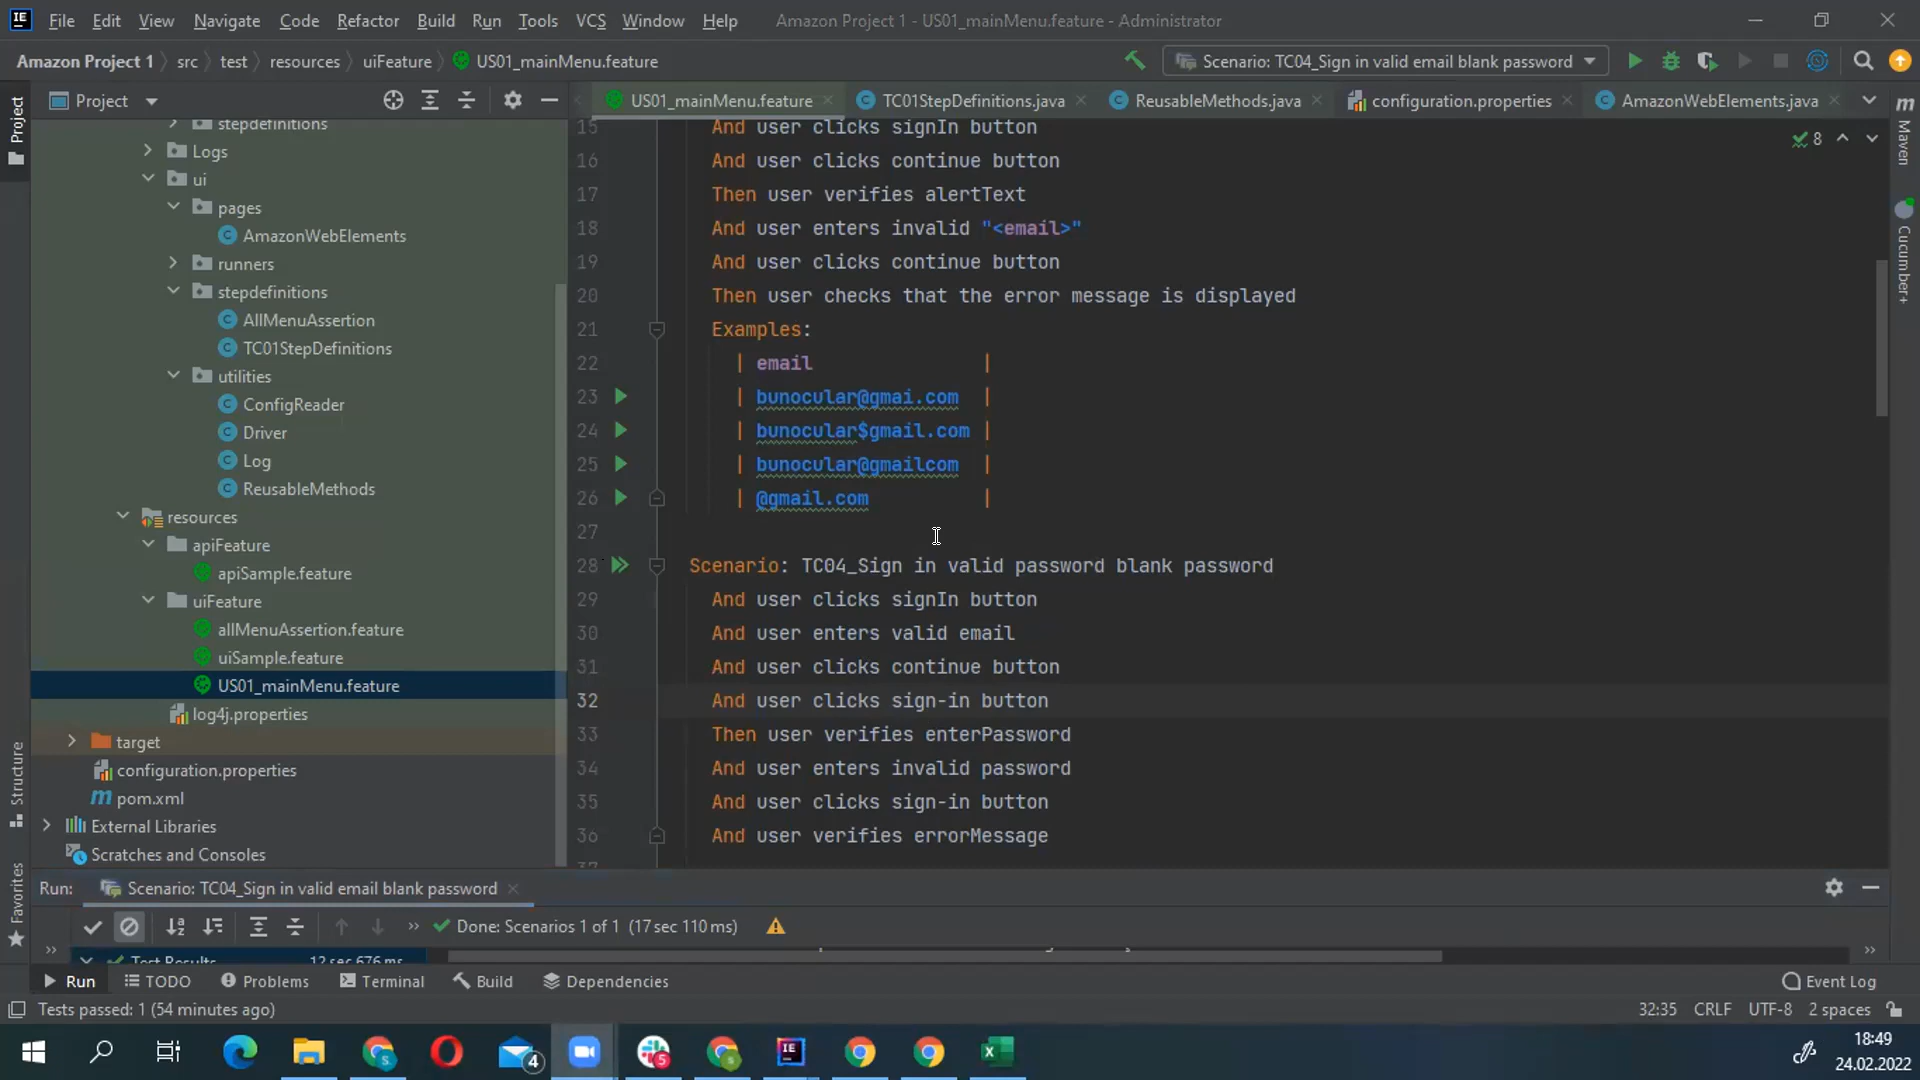 File Edit View Navigate Code Refactor Build Run Tools VCS Window Help Amazon Project 1 - US01_mainMenu.feature - Administrator
Amazon Project 1 src test resources uiFeature US01_mainMenu.feature Scenario: TC04_Sign in valid email blank password
Project US01_mainMenu.feature TC01StepDefinitions.java ReusableMethods.java configuration.properties AmazonWebElements.java
Project
stepdefinitions
Logs
ui
pages
AmazonWebElements
runners
stepdefinitions
AllMenuAssertion
TC01StepDefinitions
utilities
ConfigReader
Driver
Log
ReusableMethods
resources
apiFeature
apiSample.feature
uiFeature
allMenuAssertion.feature
uiSample.feature
US01_mainMenu.feature
log4j.properties
target
configuration.properties
pom.xml
External Libraries
Scratches and Consoles
Structure
Favorites
15 And user clicks signIn button
16 And user clicks continue button
17 Then user verifies alertText
18 And user enters invalid "<email>"
19 And user clicks continue button
20 Then user checks that the error message is displayed
21 Examples:
22 | email |
23 | bunocular@gmai.com |
24 | bunocular$gmail.com |
25 | bunocular@gmailcom |
26 | @gmail.com |
27
28 Scenario: TC04_Sign in valid password blank password
29 And user clicks signIn button
30 And user enters valid email
31 And user clicks continue button
32 And user clicks sign-in button
33 Then user verifies enterPassword
34 And user enters invalid password
35 And user clicks sign-in button
36 And user verifies errorMessage
8
Maven
Cucumber+
Run: Scenario: TC04_Sign in valid email blank password
Done: Scenarios 1 of 1 (17 sec 110 ms)
Test Results 12 sec 676 ms
Run TODO Problems Terminal Build Dependencies Event Log
Tests passed: 1 (54 minutes ago) 32:35 CRLF UTF-8 2 spaces
4 5 18:49
24.02.2022